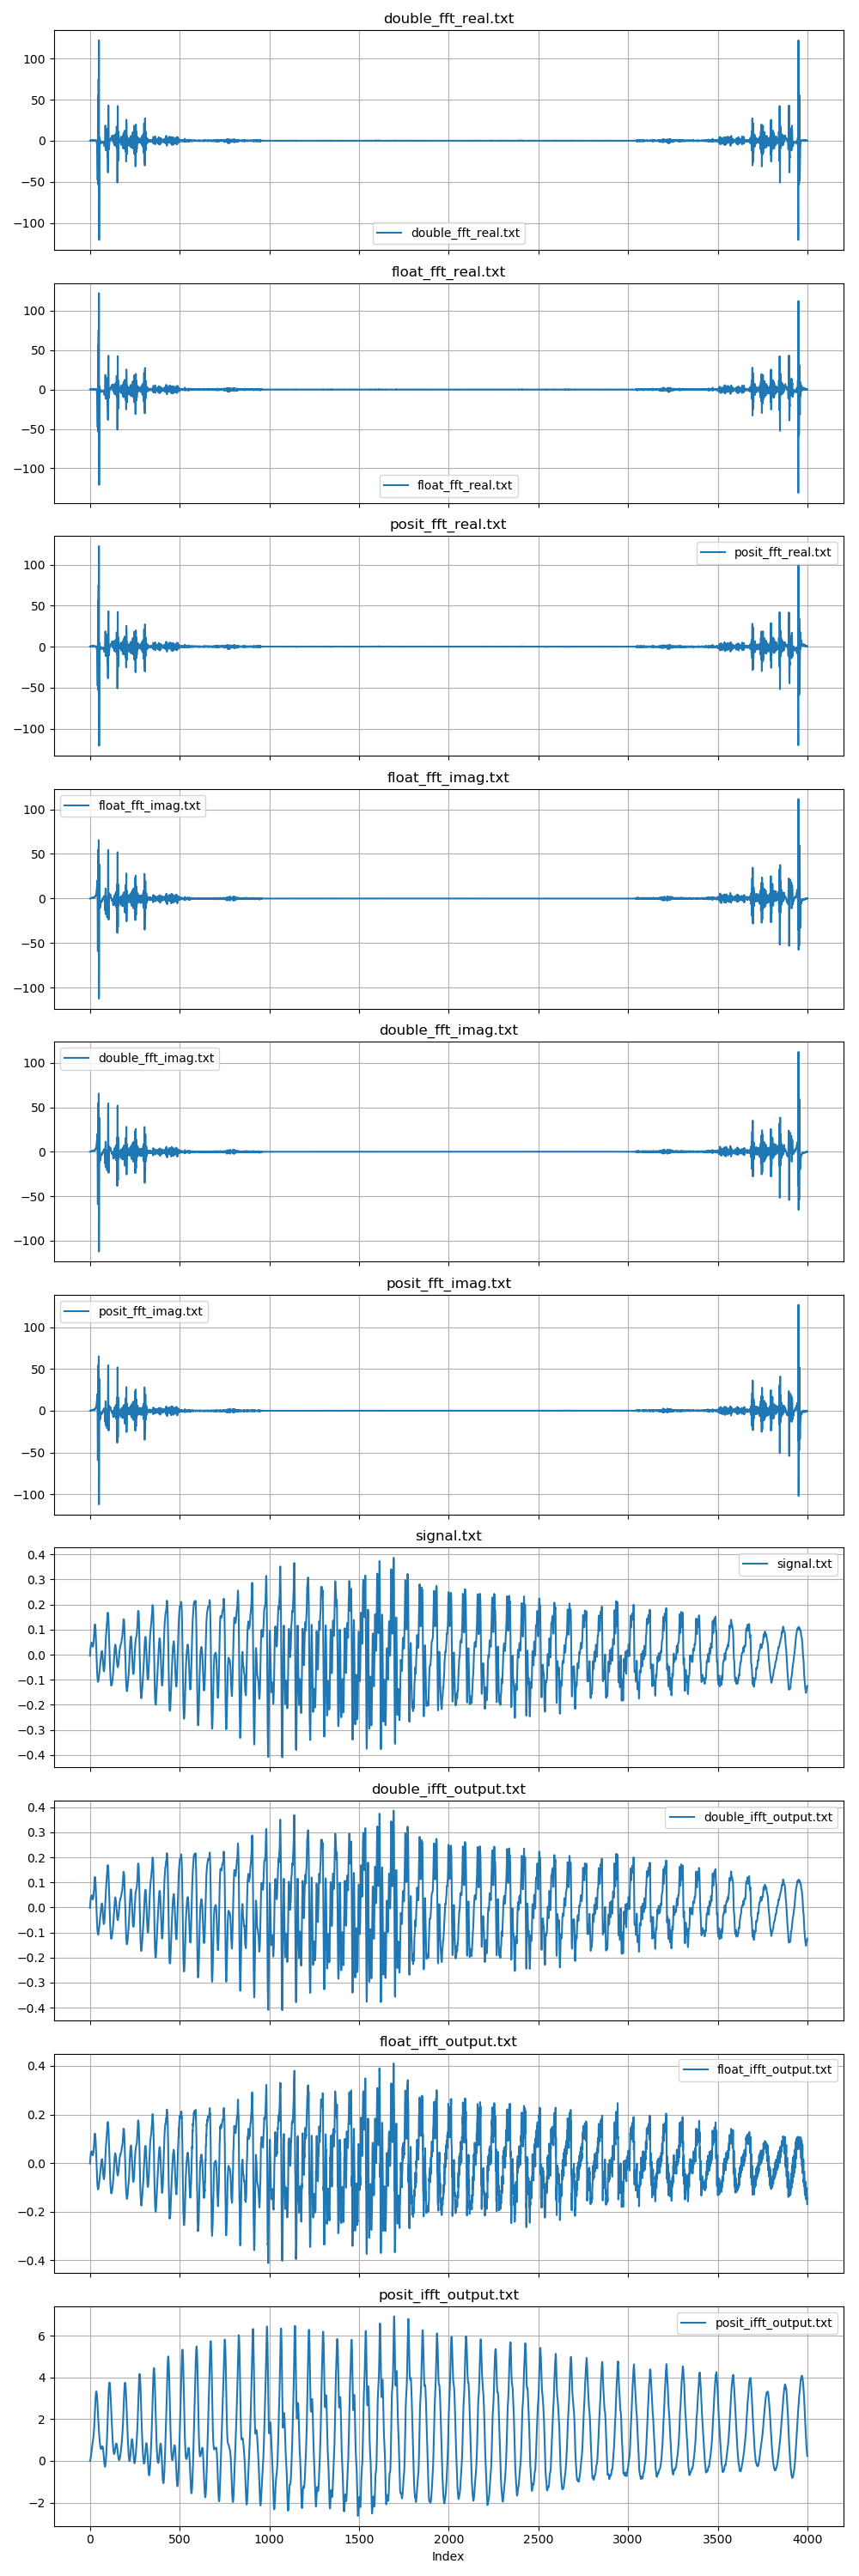 double_fft_real.txt
100
50
0
−50
−100
double_fft_real.txt
float_fft_real.txt
100
50
0
−50
−100
float_fft_real.txt
posit_fft_real.txt
posit_fft_real.txt
100
50
0
−50
−100
float_fft_imag.txt
float_fft_imag.txt
100
50
0
−50
−100
double_fft_imag.txt
double_fft_imag.txt
100
50
0
−50
−100
posit_fft_imag.txt
posit_fft_imag.txt
100
50
0
−50
−100
signal.txt
signal.txt
0.4
0.3
0.2
0.1
0.0
−0.1
−0.2
−0.3
−0.4
double_ifft_output.txt
double_ifft_output.txt
0.4
0.3
0.2
0.1
0.0
−0.1
−0.2
−0.3
−0.4
float_ifft_output.txt
float_ifft_output.txt
0.4
0.2
0.0
−0.2
−0.4
posit_ifft_output.txt
posit_ifft_output.txt
6
4
2
0
−2
0 500 1000 1500 2000 2500 3000 3500 4000
Index